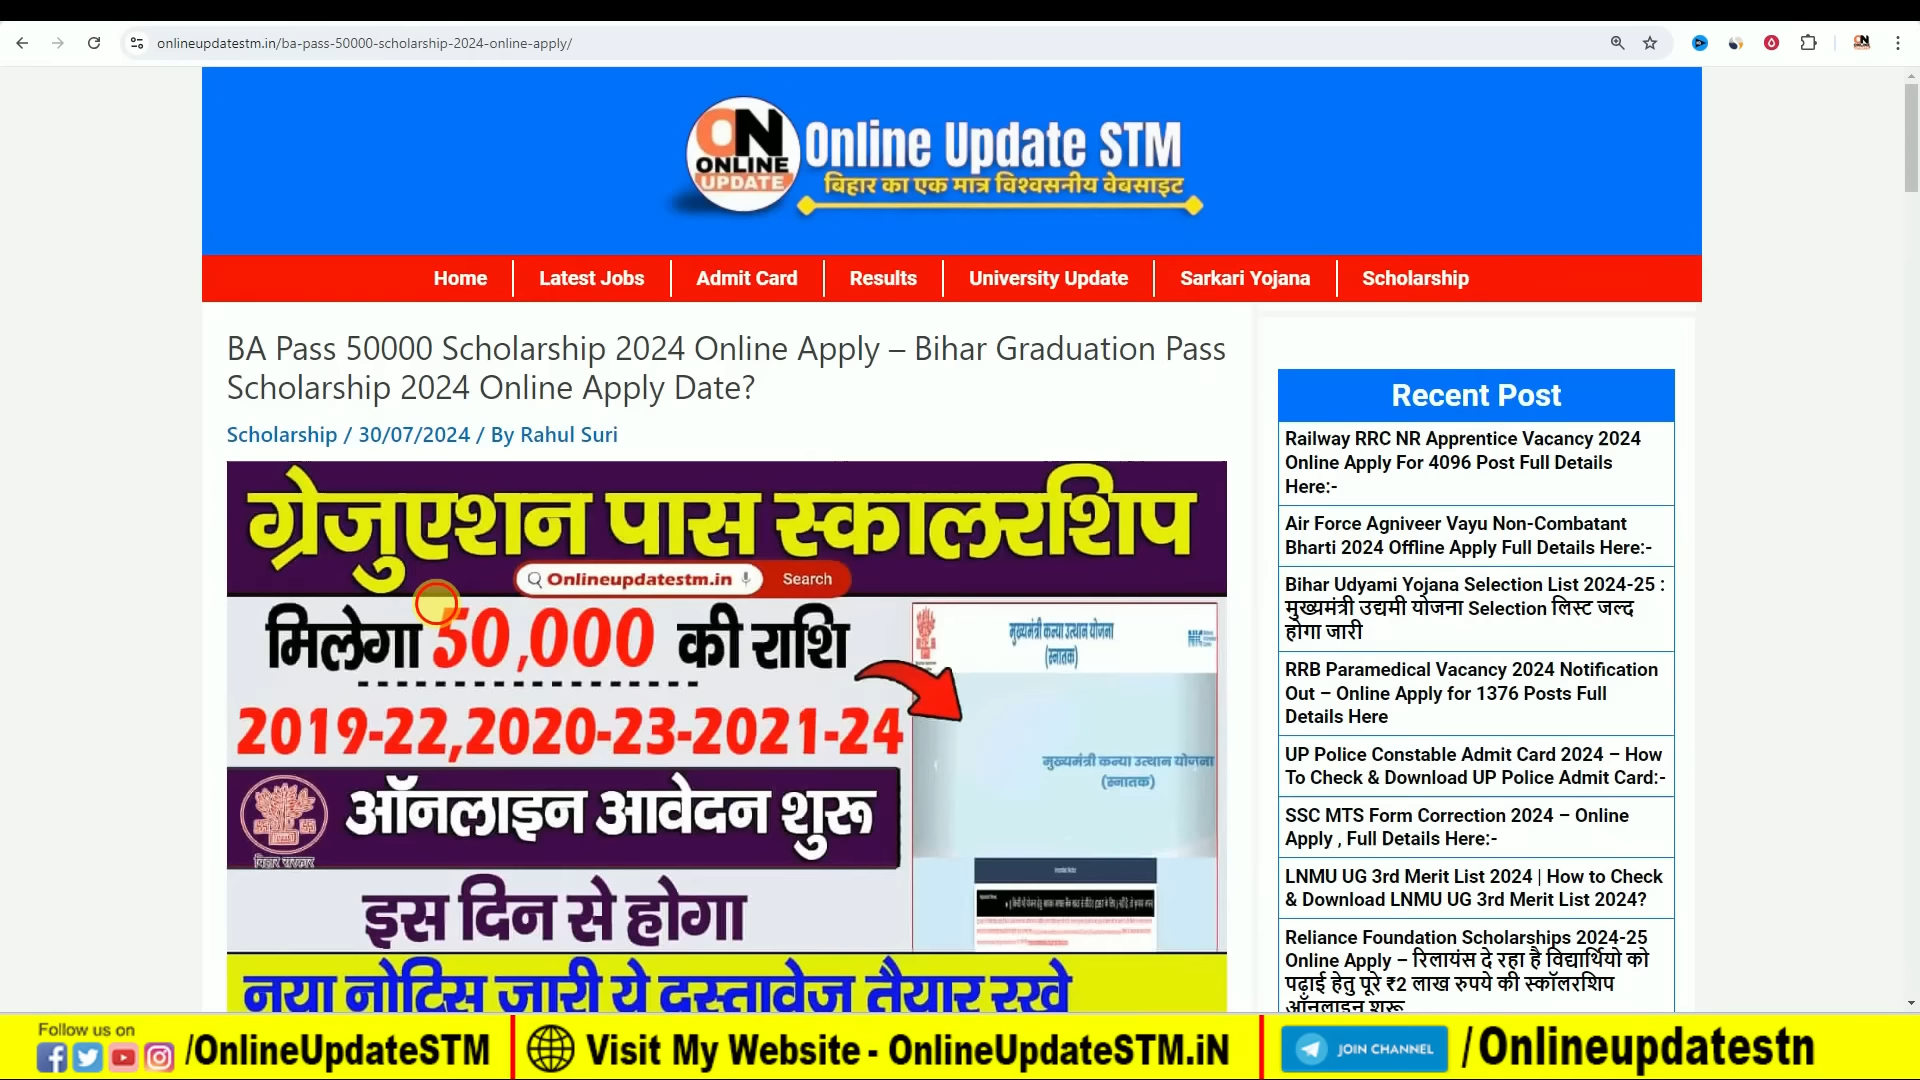 onlineupdatestm.in/ba-pass-50000-scholarship-2024-online-apply/
ON
ONLINE
UPDATE
Online Update STM
बिहार का एक मात्र विश्वसनीय वेबसाइट
Home
Latest Jobs
Admit Card
Results
University Update
Sarkari Yojana
Scholarship
BA Pass 50000 Scholarship 2024 Online Apply – Bihar Graduation Pass
Scholarship 2024 Online Apply Date?
Scholarship / 30/07/2024 / By Rahul Suri
ग्रेजुएशन पास स्कालरशिप
Onlineupdatestm.in
Search
मिलेगा 50,000 की राशि
2019-22,2020-23-2021-24
बिहार सरकार
ऑनलाइन आवेदन शुरू
इस दिन से होगा
नया नोटिस जारी ये दस्तावेज तैयार रखे
मुख्यमंत्री कन्या उत्थान योजना
(स्नातक)
मुख्यमंत्री कन्या उत्थान योजना
(स्नातक)
Recent Post
Railway RRC NR Apprentice Vacancy 2024
Online Apply For 4096 Post Full Details
Here:-
Air Force Agniveer Vayu Non-Combatant
Bharti 2024 Offline Apply Full Details Here:-
Bihar Udyami Yojana Selection List 2024-25 :
मुख्यमंत्री उद्यमी योजना Selection लिस्ट जल्द
होगा जारी
RRB Paramedical Vacancy 2024 Notification
Out – Online Apply for 1376 Posts Full
Details Here
UP Police Constable Admit Card 2024 – How
To Check & Download UP Police Admit Card:-
SSC MTS Form Correction 2024 – Online
Apply , Full Details Here:-
LNMU UG 3rd Merit List 2024 | How to Check
& Download LNMU UG 3rd Merit List 2024?
Reliance Foundation Scholarships 2024-25
Online Apply – रिलायंस दे रहा है विद्यार्थियो को
पढ़ाई हेतु पूरे ₹2 लाख रुपये की स्कॉलरशिप
ऑनलाइन शुरू
Follow us on
/OnlineUpdateSTM
Visit My Website - OnlineUpdateSTM.iN
JOIN CHANNEL
/Onlineupdatestn